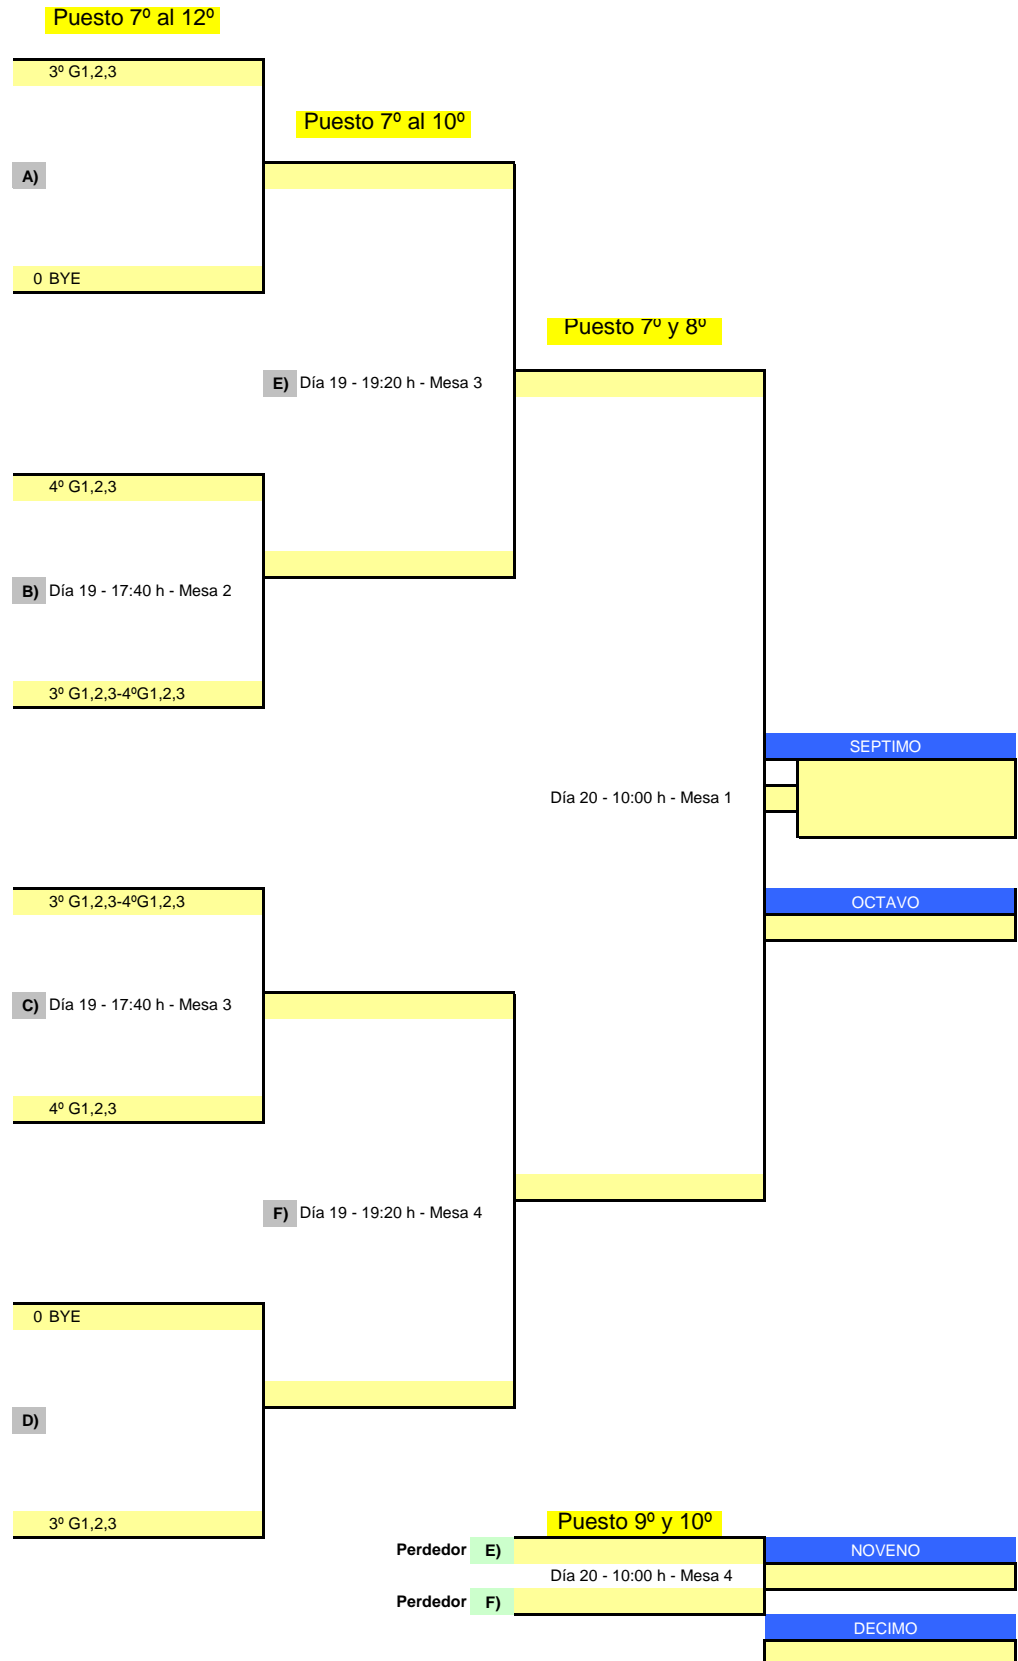 Puesto 7º al 12º
3º G1,2,3
Puesto 7º al 10º
A)
0 BYE
Puesto 7º y 8º
E) Día 19 - 19:20 h - Mesa 3
4º G1,2,3
B) Día 19 - 17:40 h - Mesa 2
3º G1,2,3-4ºG1,2,3
SEPTIMO
Día 20 - 10:00 h - Mesa 1
3º G1,2,3-4ºG1,2,3
OCTAVO
C) Día 19 - 17:40 h - Mesa 3
4º G1,2,3
F) Día 19 - 19:20 h - Mesa 4
0 BYE
D)
3º G1,2,3
Puesto 9º y 10º
Perdedor E)
NOVENO
Día 20 - 10:00 h - Mesa 4
Perdedor F)
DECIMO